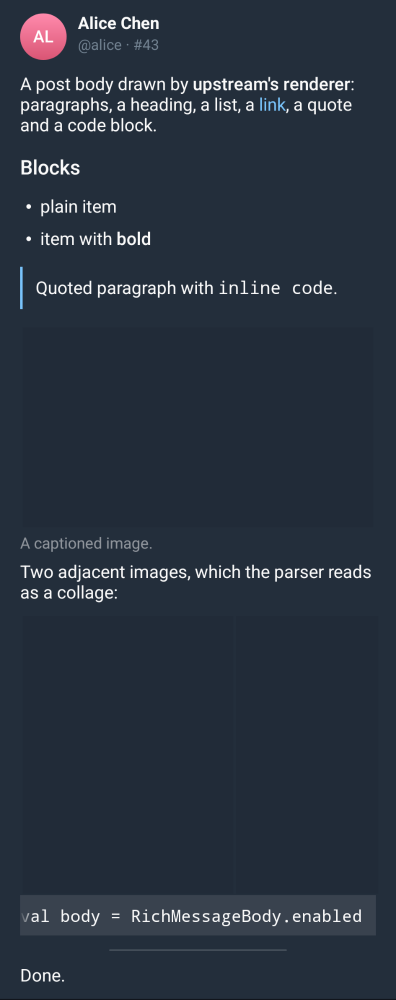 AL
Alice Chen
@alice · #43
A post body drawn by upstream's renderer:
paragraphs, a heading, a list, a link, a quote
and a code block.
Blocks
• plain item
• item with bold
Quoted paragraph with inline code.
A captioned image.
Two adjacent images, which the parser reads
as a collage:
val body = RichMessageBody.enabled
Done.